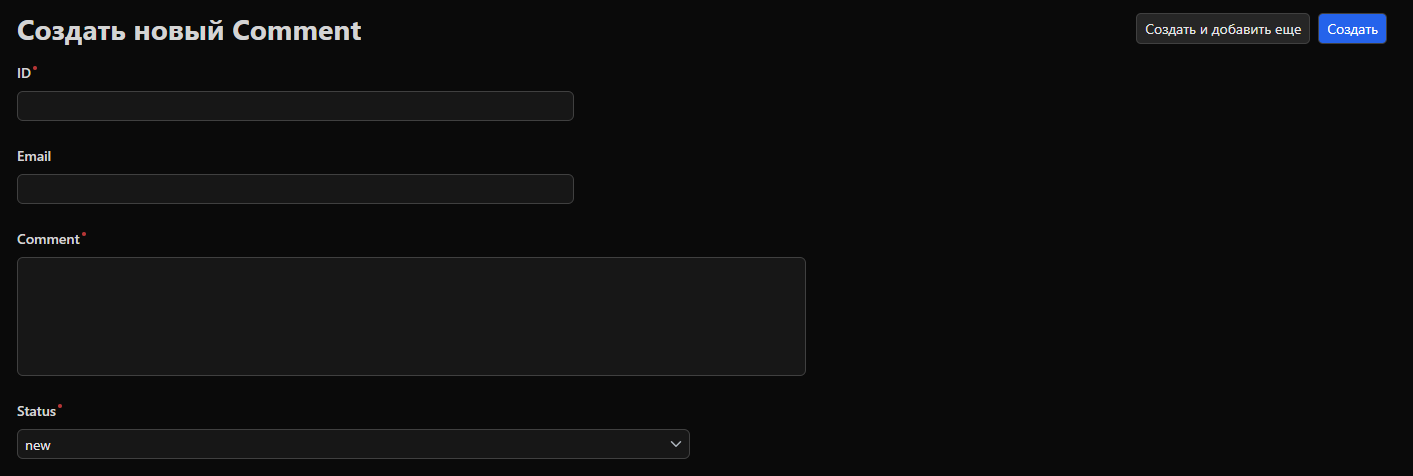 Создать новый Comment
Создать и добавить еще
Создать
ID
Email
Comment
Status
new